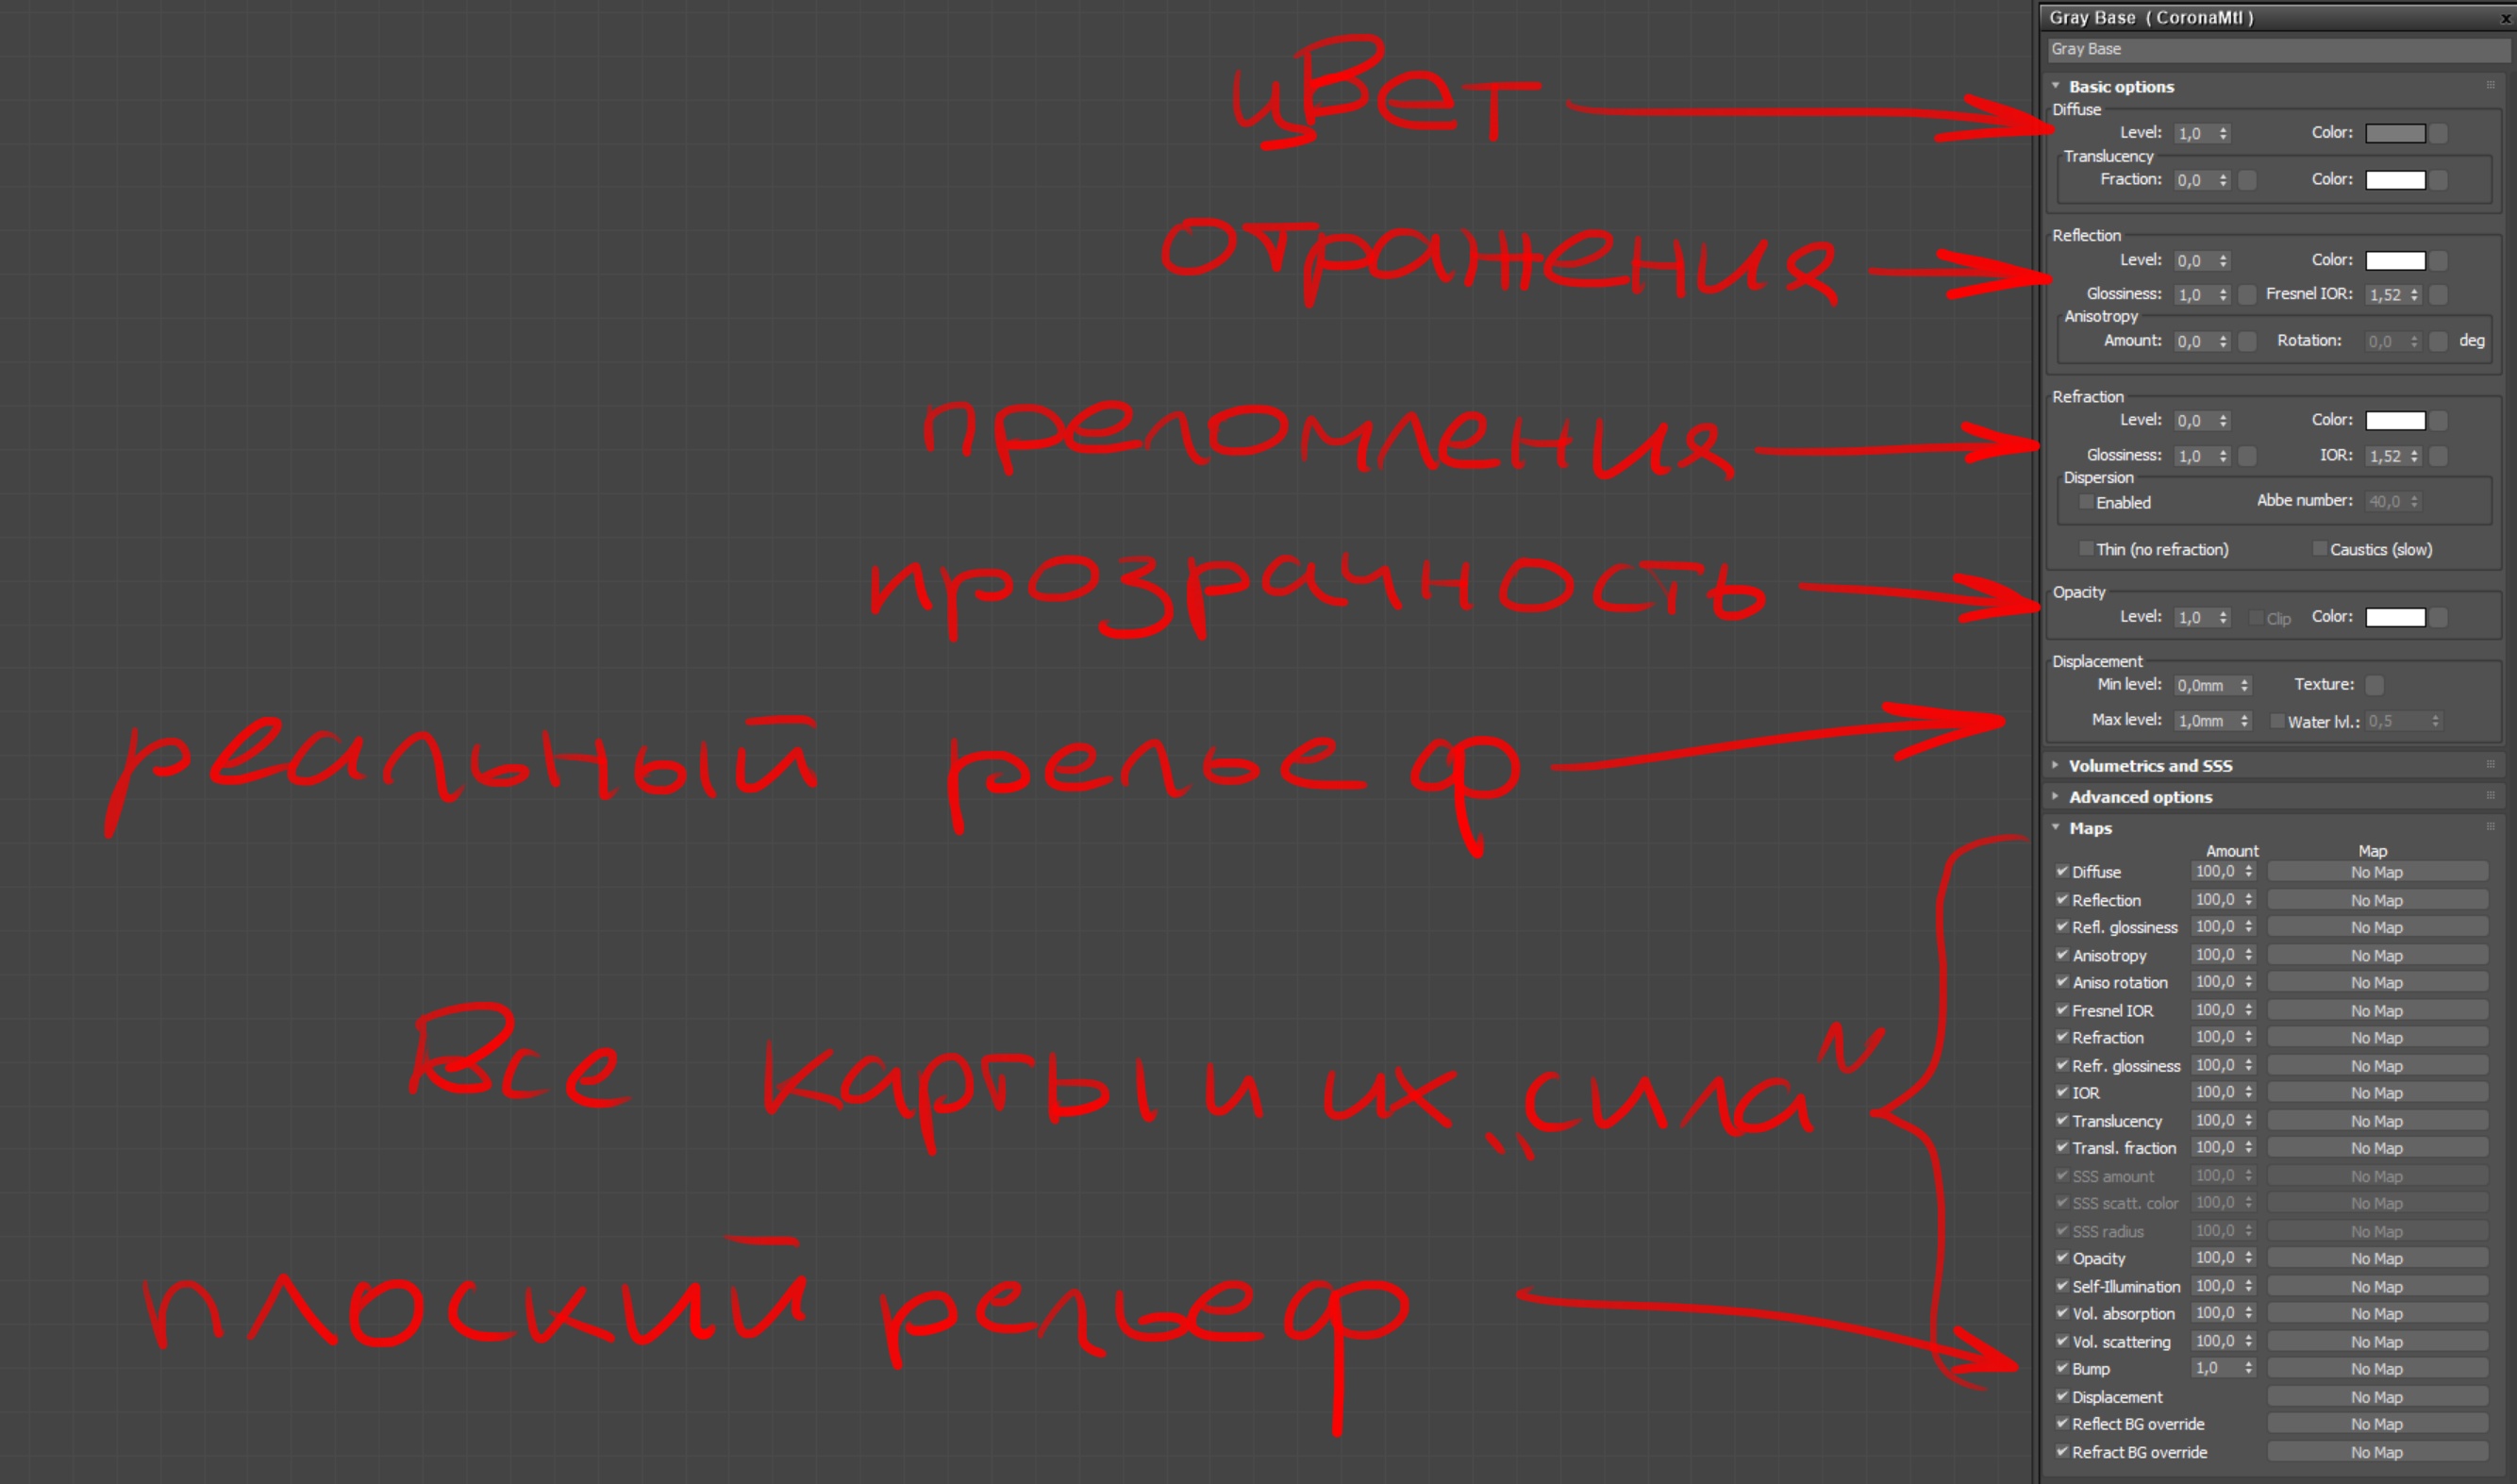 Gray Base ( CoronaMtl ) x
Gray Base
цвет
Basic options
Diffuse
Level: 1,0 Color:
Translucency
Fraction: 0,0 Color:
отражения
Reflection
Level: 0,0 Color:
Glossiness: 1,0 Fresnel IOR: 1,52
Anisotropy
Amount: 0,0 Rotation: 0,0 deg
преломления
Refraction
Level: 0,0 Color:
Glossiness: 1,0 IOR: 1,52
Dispersion
Enabled Abbe number: 40,0
Thin (no refraction) Caustics (slow)
прозрачность
Opacity
Level: 1,0 Clip Color:
реальный рельеф
Displacement
Min level: 0,0mm Texture:
Max level: 1,0mm Water lvl.: 0,5
Volumetrics and SSS
Advanced options
Все карты и их „сила"
Maps
Amount Map
Diffuse 100,0 No Map
Reflection 100,0 No Map
Refl. glossiness 100,0 No Map
Anisotropy 100,0 No Map
Aniso rotation 100,0 No Map
Fresnel IOR 100,0 No Map
Refraction 100,0 No Map
Refr. glossiness 100,0 No Map
IOR 100,0 No Map
Translucency 100,0 No Map
Transl. fraction 100,0 No Map
SSS amount 100,0 No Map
SSS scatt. color 100,0 No Map
SSS radius 100,0 No Map
Opacity 100,0 No Map
Self-Illumination 100,0 No Map
Vol. absorption 100,0 No Map
Vol. scattering 100,0 No Map
плоский рельеф
Bump 1,0 No Map
Displacement No Map
Reflect BG override No Map
Refract BG override No Map